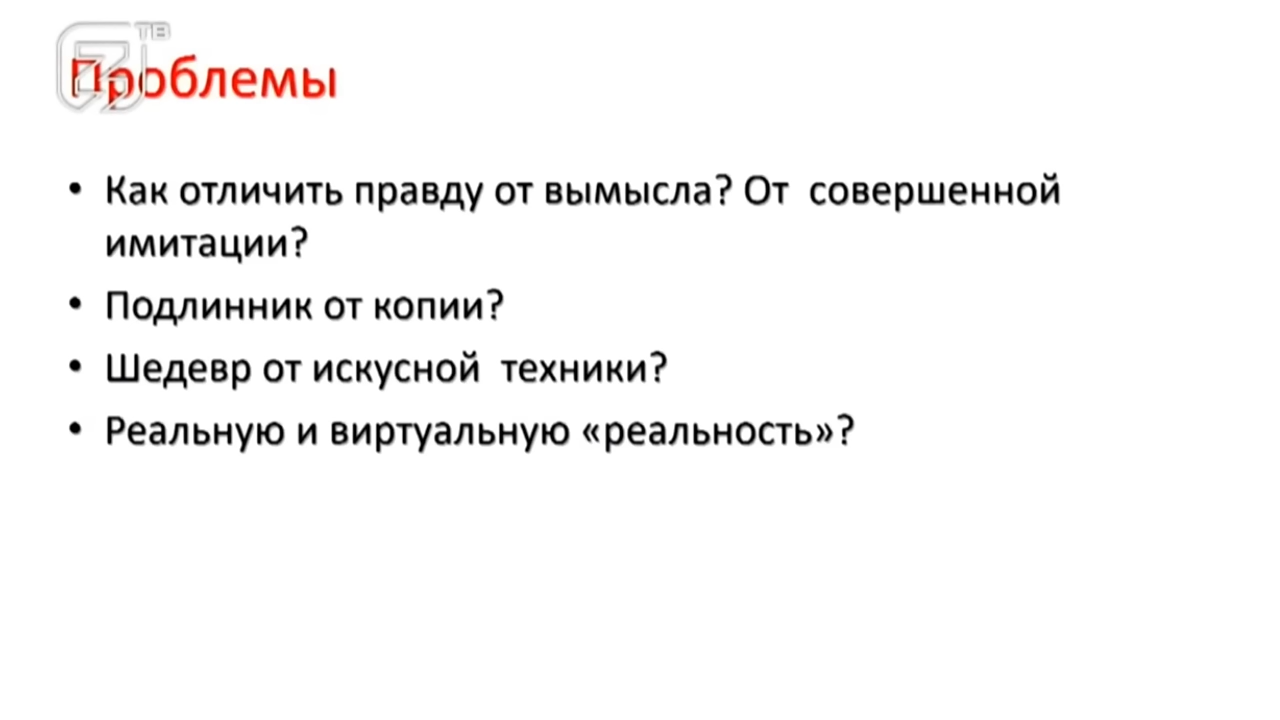 ТВ
Проблемы
• Как отличить правду от вымысла? От совершенной
имитации?
• Подлинник от копии?
• Шедевр от искусной техники?
• Реальную и виртуальную «реальность»?